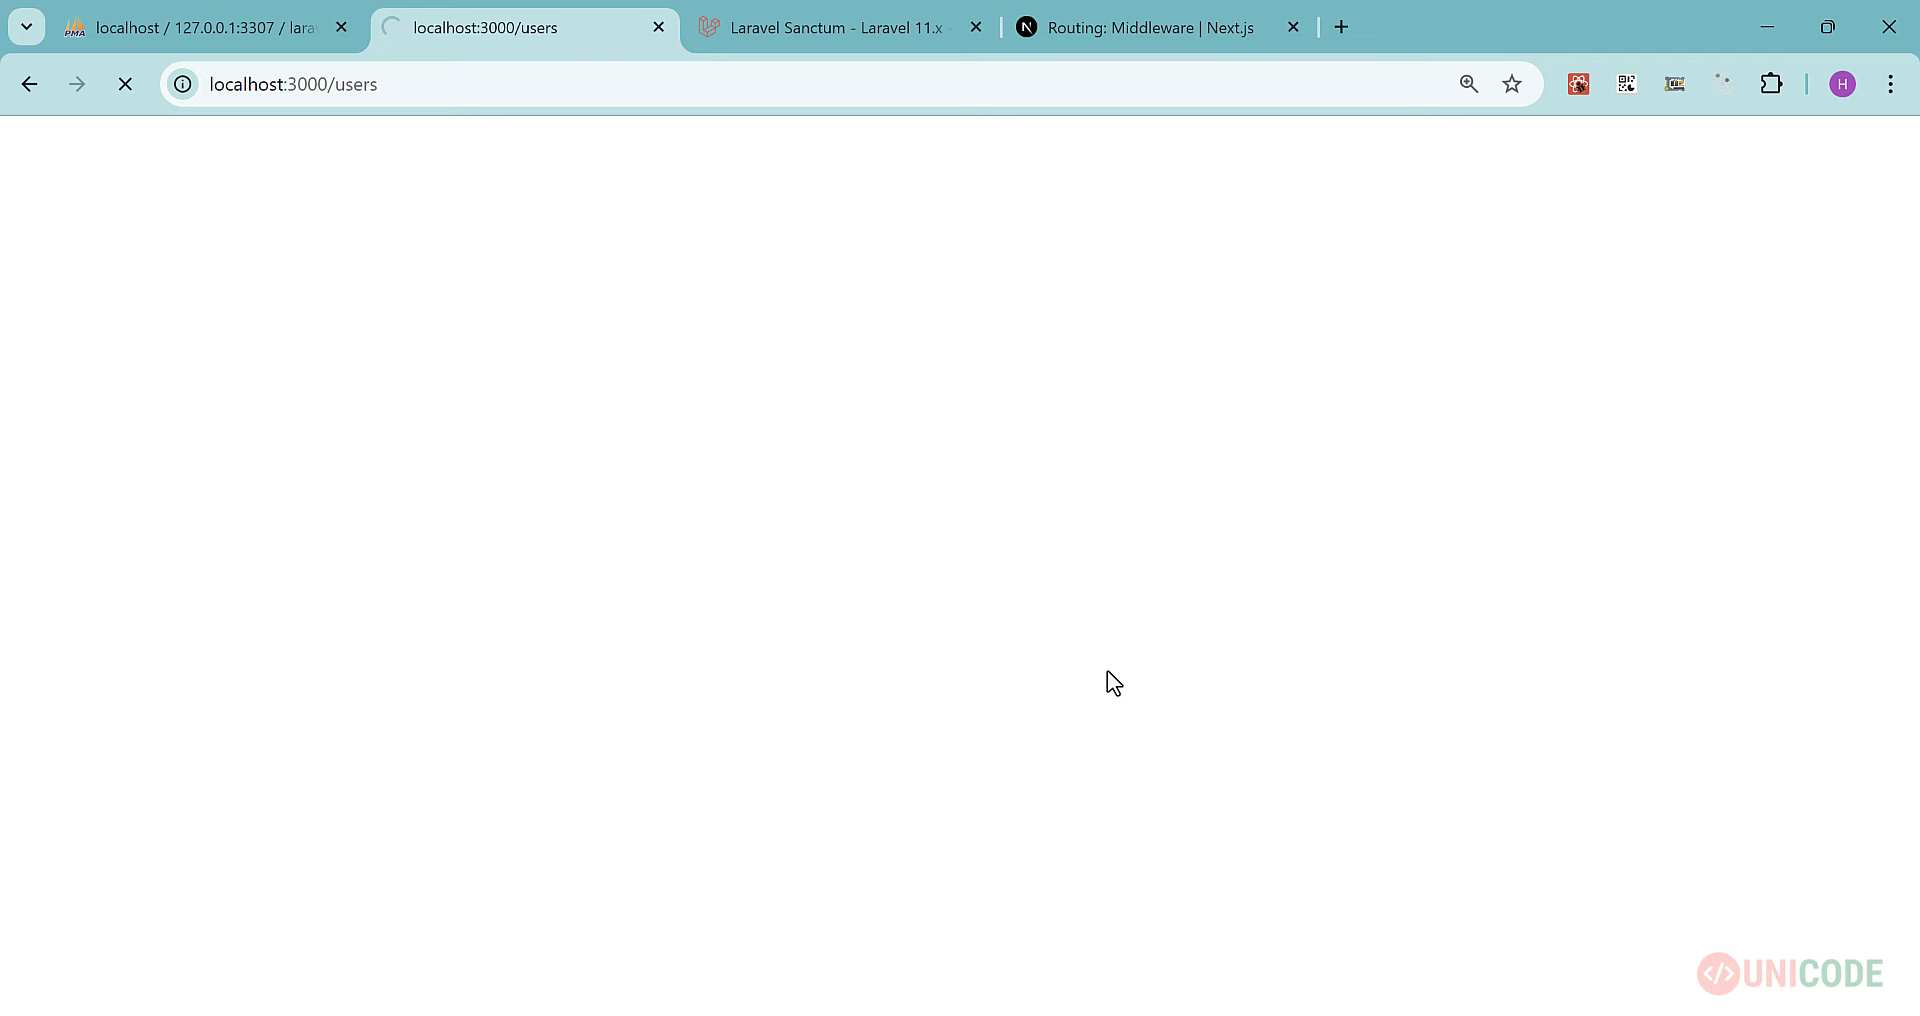 PMA localhost / 127.0.0.1:3307 / lara
localhost:3000/users
Laravel Sanctum - Laravel 11.x -
N Routing: Middleware | Next.js
localhost:3000/users
H
</> UNICODE